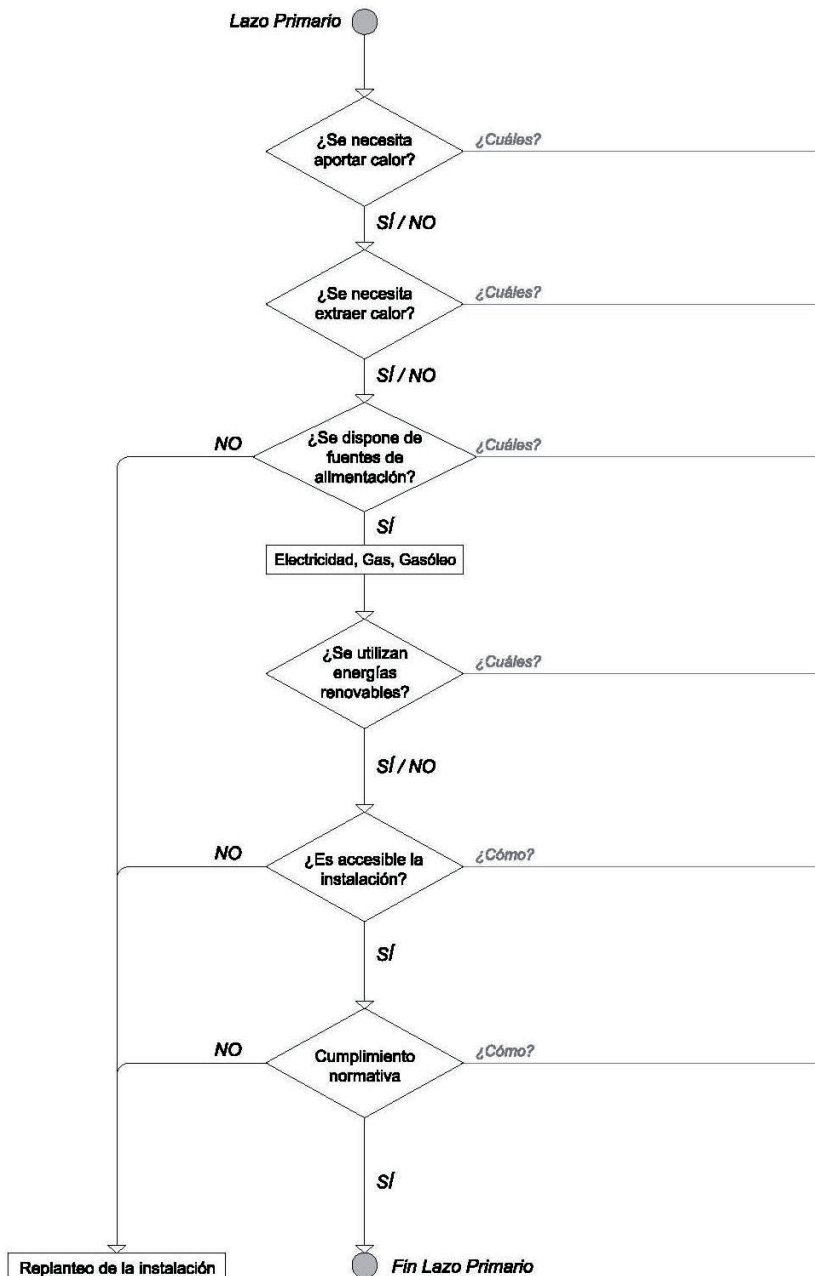 Lazo Primario
¿Se necesita
aportar calor?
¿Cuáles?
SÍ / NO
¿Se necesita
extraer calor?
¿Cuáles?
SÍ / NO
NO
¿Se dispone de
fuentes de
alimentación?
¿Cuáles?
SÍ
Electricidad, Gas, Gasóleo
¿Se utilizan
energías
renovables?
¿Cuáles?
SÍ / NO
NO
¿Es accesible la
instalación?
¿Cómo?
SÍ
NO
Cumplimiento
normativa
¿Cómo?
SÍ
Replanteo de la instalación
Fin Lazo Primario